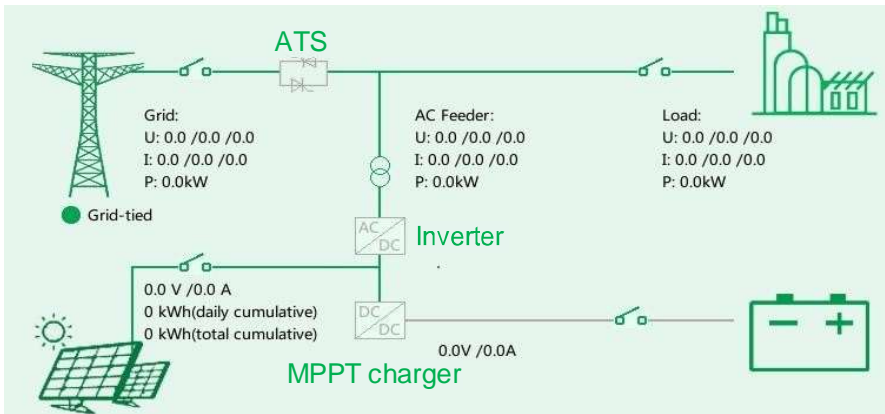 ATS
Grid:
U: 0.0 /0.0 /0.0
I: 0.0 /0.0 /0.0
P: 0.0kW
AC Feeder:
U: 0.0 /0.0 /0.0
I: 0.0 /0.0 /0.0
P: 0.0kW
Load:
U: 0.0 /0.0 /0.0
I: 0.0 /0.0 /0.0
P: 0.0kW
Grid-tied
AC
DC
Inverter
0.0 V /0.0 A
0 kWh(daily cumulative)
0 kWh(total cumulative)
DC
DC
0.0V /0.0A
MPPT charger